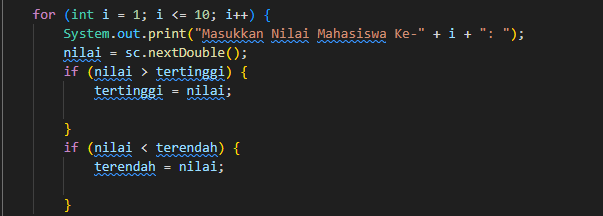 for (int i = 1; i <= 10; i++) {
System.out.print("Masukkan Nilai Mahasiswa Ke-" + i + ": ");
nilai = sc.nextDouble();
if (nilai > tertinggi) {
tertinggi = nilai;
}
if (nilai < terendah) {
terendah = nilai;
}